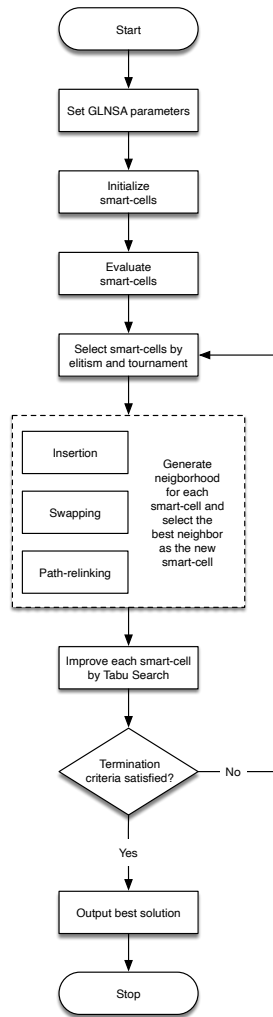 Start
Set GLNSA parameters
Initialize
smart-cells
Evaluate
smart-cells
Select smart-cells by
elitism and tournament
Insertion
Swapping
Path-relinking
Generate
neigborhood
for each
smart-cell and
select the
best neighbor
as the new
smart-cell
Improve each smart-cell
by Tabu Search
Termination
criteria satisfied?
No
Yes
Output best solution
Stop